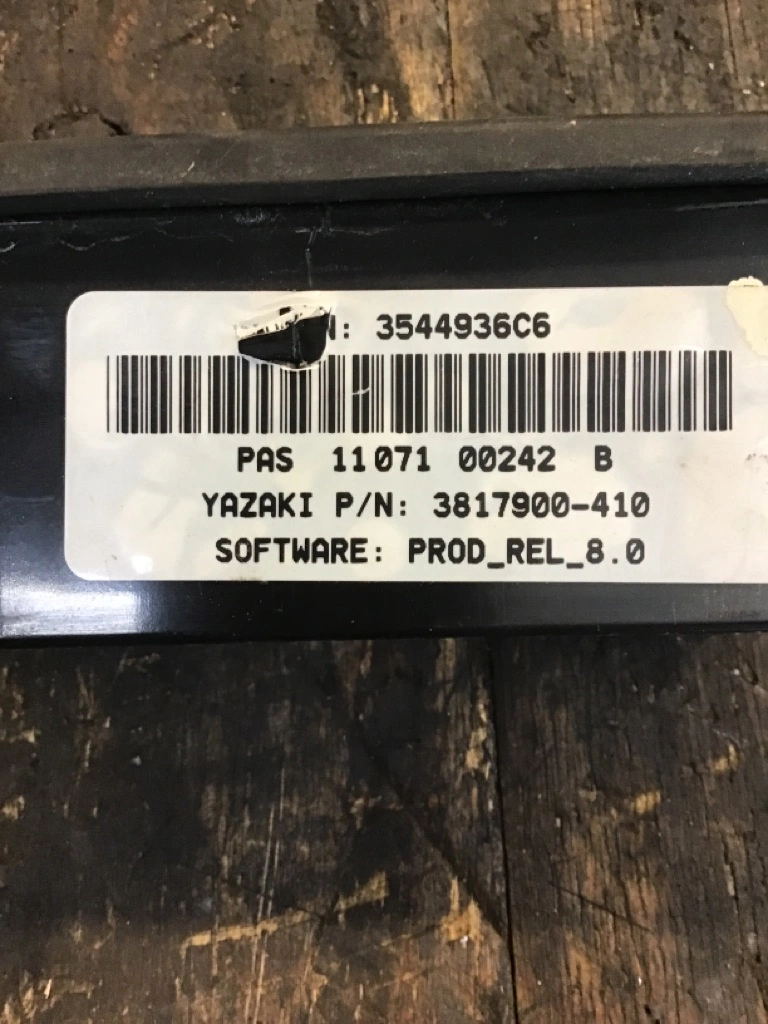 N: 3544936C6
PAS 11071 00242 B
YAZAKI P/N: 3817900-410
SOFTWARE: PROD_REL_8.0